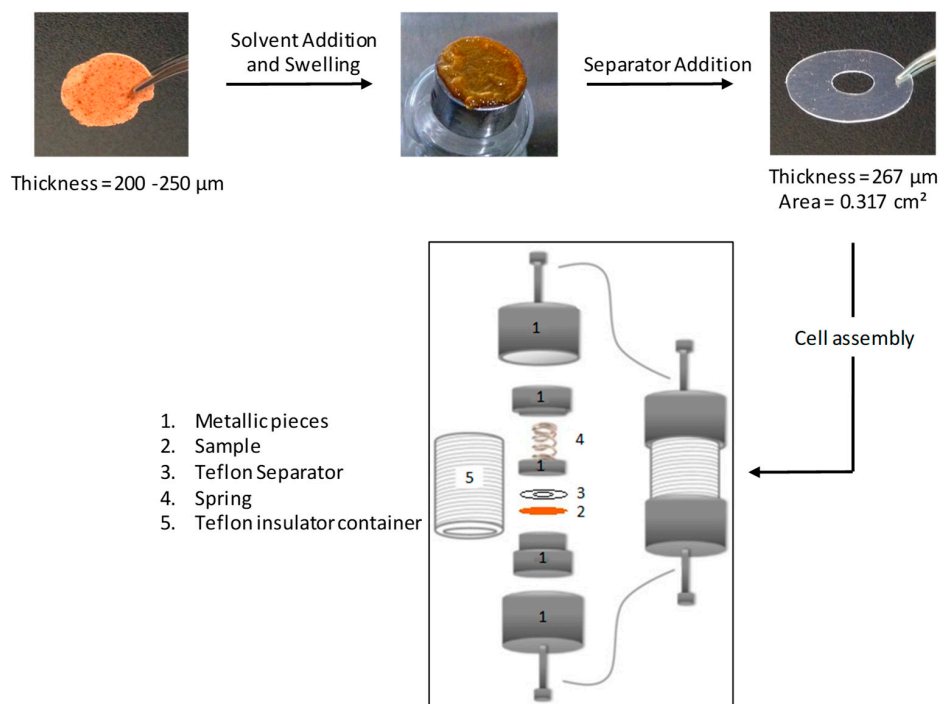 Solvent Addition
and Swelling
Separator Addition
Thickness = 200 -250 µm
Thickness = 267 µm
Area = 0.317 cm²
Cell assembly
1. Metallic pieces
2. Sample
3. Teflon Separator
4. Spring
5. Teflon insulator container
1
1
4
1
5
3
2
1
1